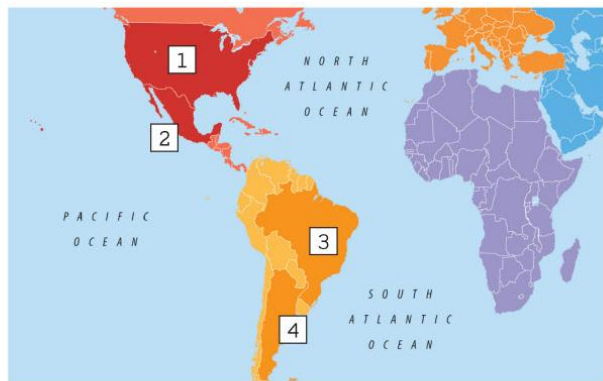 1
NORTH
ATLANTIC
OCEAN
2
PACIFIC
OCEAN
3
SOUTH
ATLANTIC
OCEAN
4